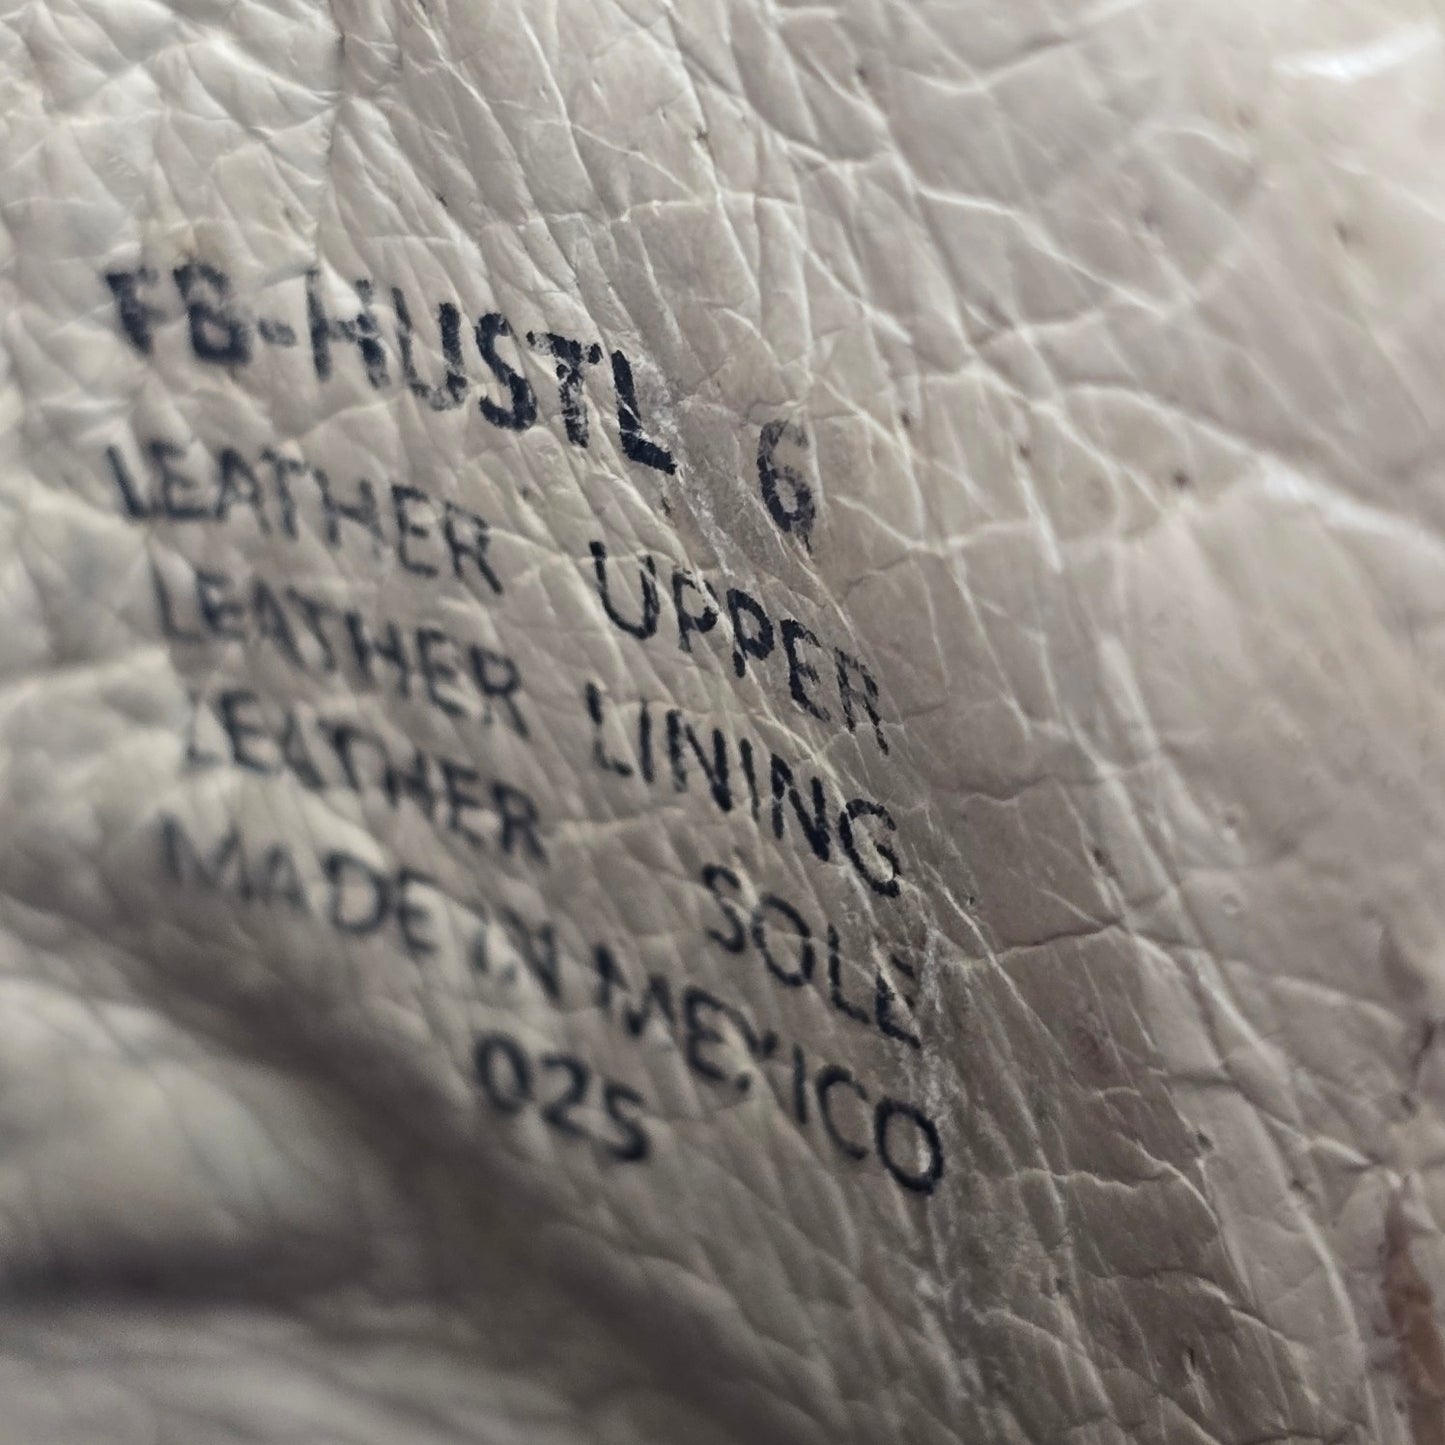 FB-HUSTL 6
LEATHER UPPER
LEATHER LINING
LEATHER SOLE
MADE IN MEXICO
025